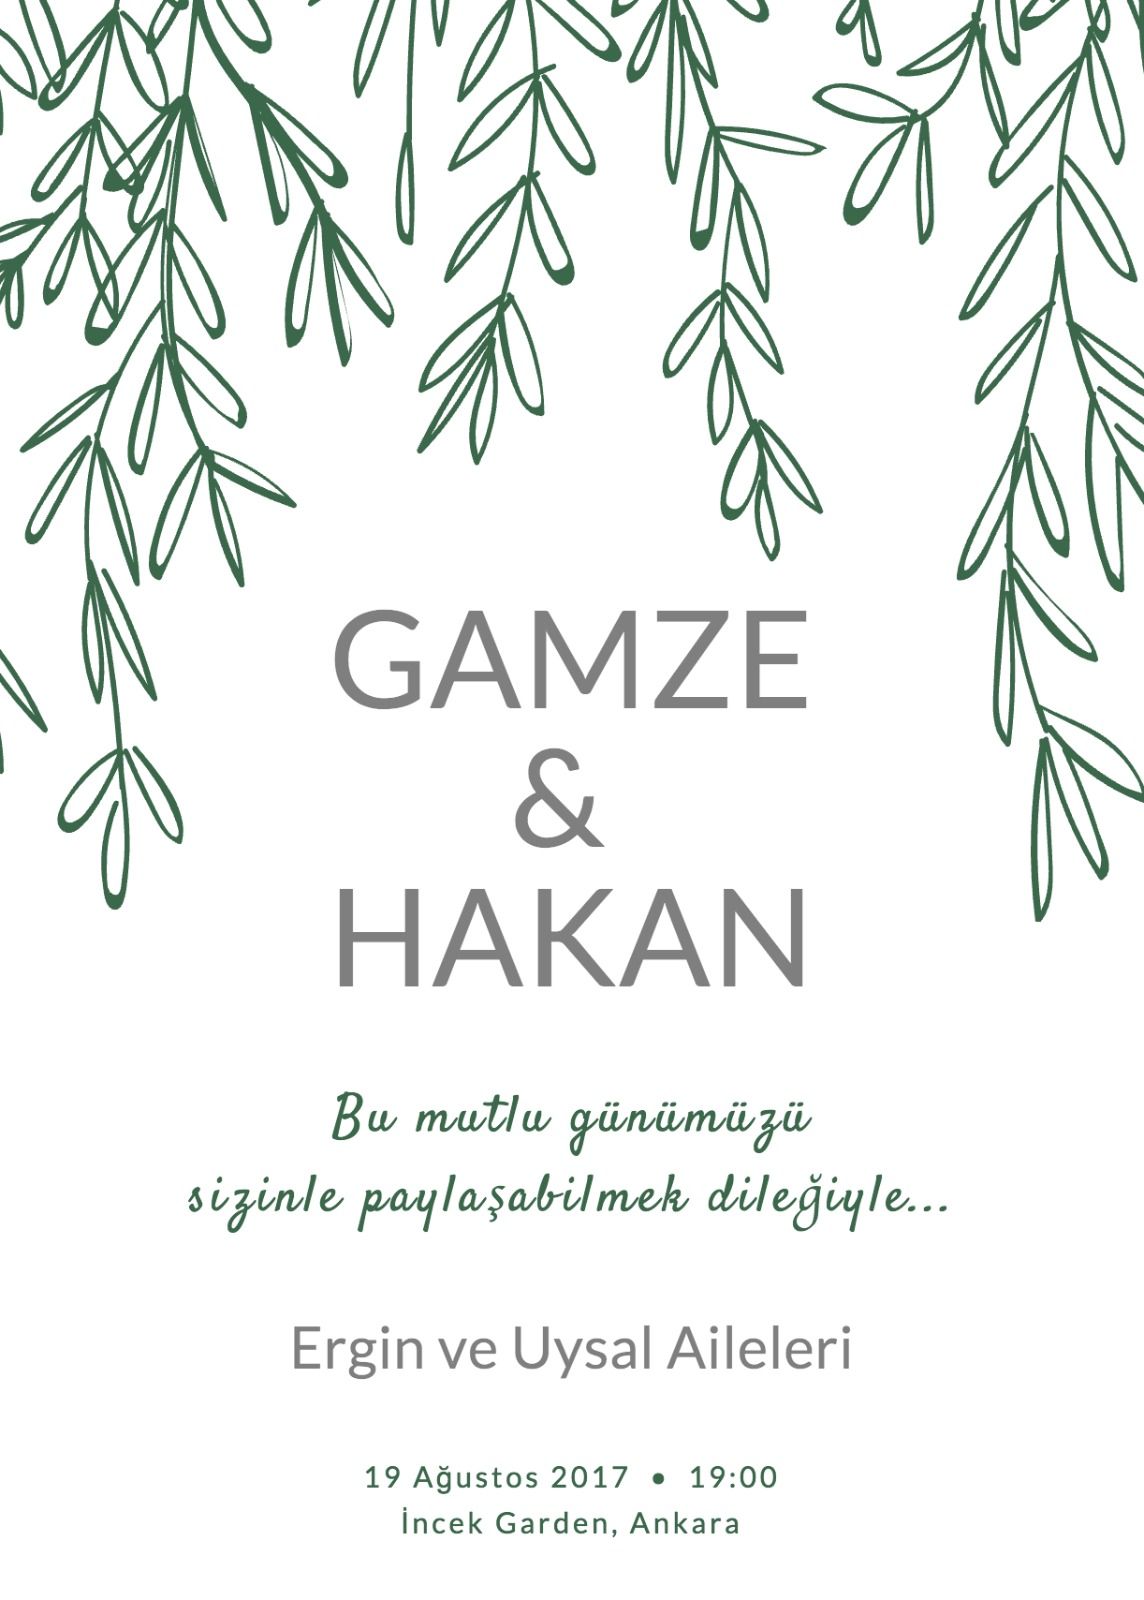 GAMZE
&
HAKAN
Bu mutlu günümüzü
sizinle paylaşabilmek dileğiyle...
Ergin ve Uysal Aileleri
19 Ağustos 2017 • 19:00
İncek Garden, Ankara